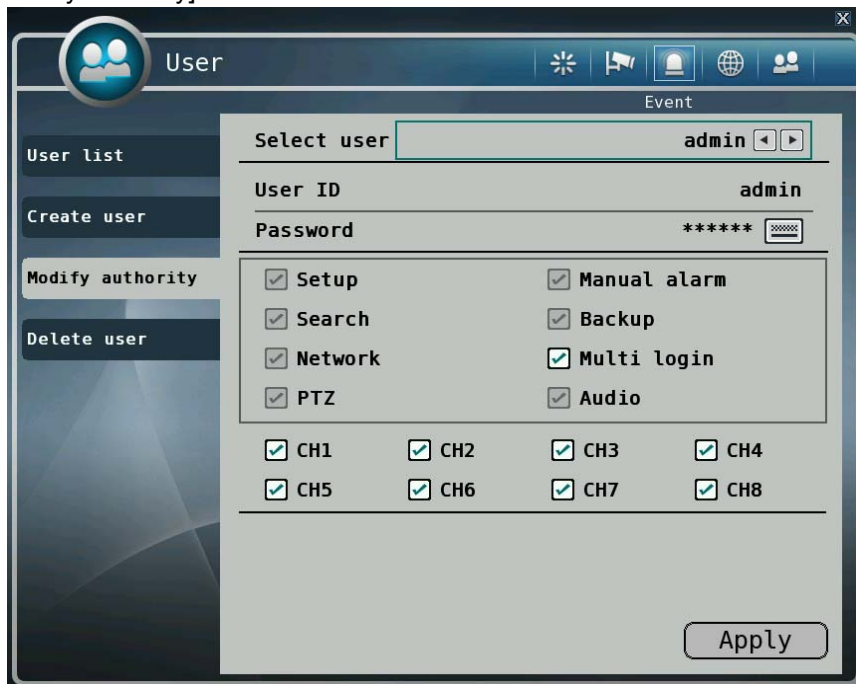 X
User
Event
User list
Create user
Modify authority
Delete user
Select user admin
User ID admin
Password ******
Setup Manual alarm
Search Backup
Network Multi login
PTZ Audio
CH1 CH2 CH3 CH4
CH5 CH6 CH7 CH8
Apply